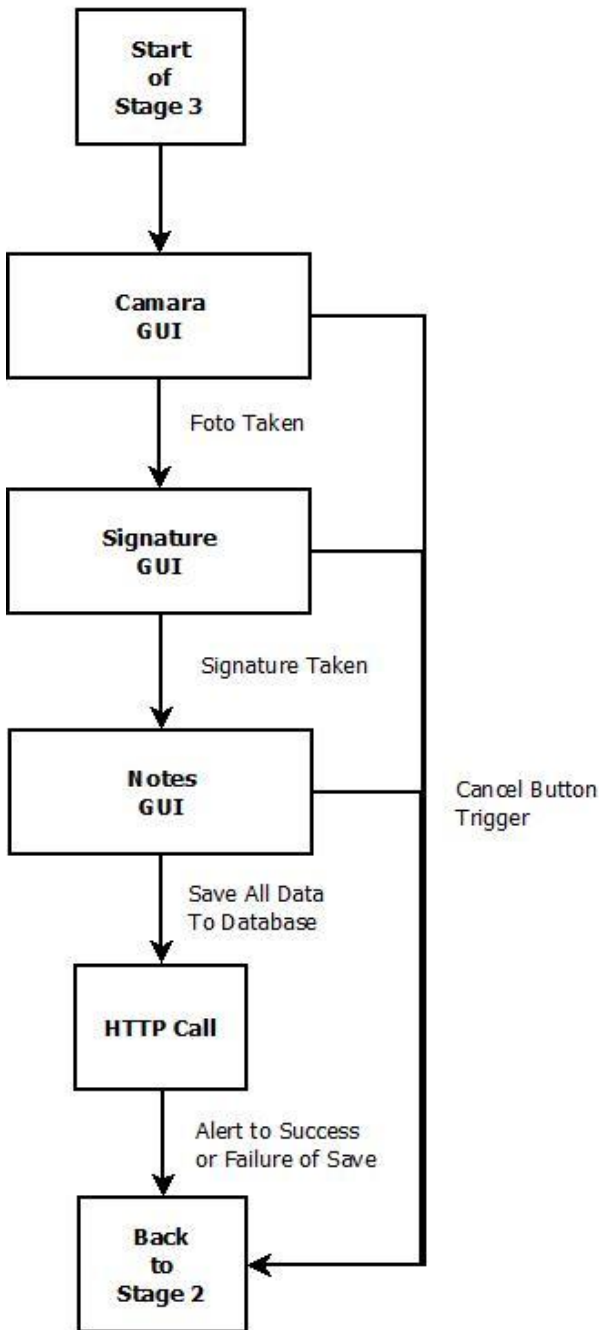 Start
of
Stage 3
Camara
GUI
Foto Taken
Signature
GUI
Signature Taken
Notes
GUI
Cancel Button
Trigger
Save All Data
To Database
HTTP Call
Alert to Success
or Failure of Save
Back
to
Stage 2